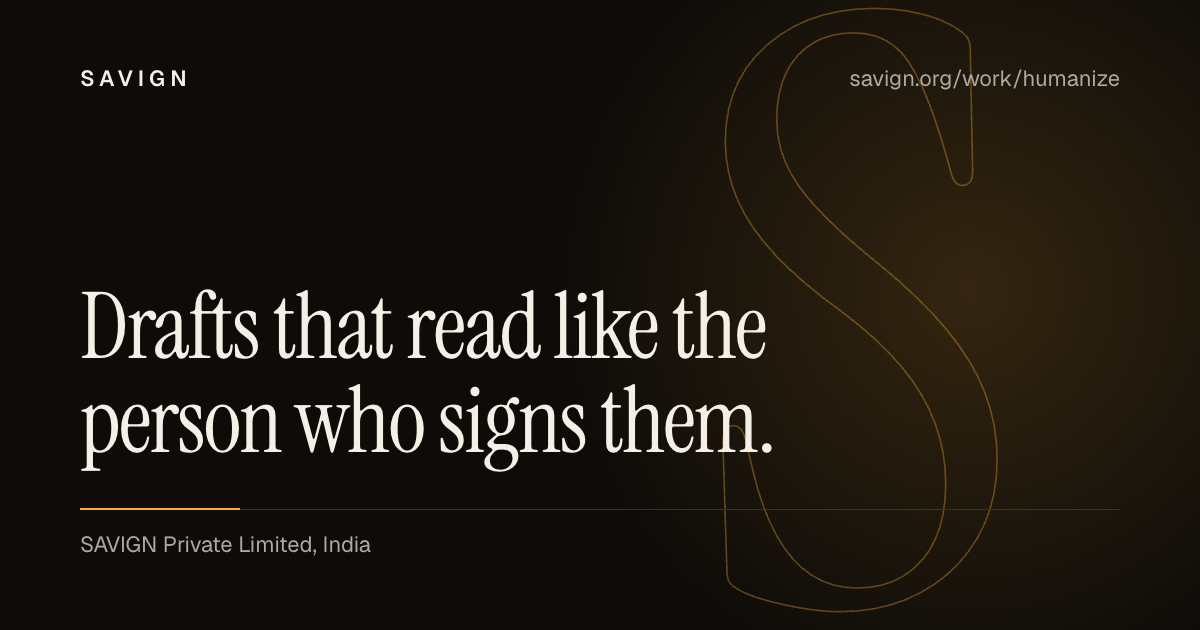 SAVIGN
savign.org/work/humanize
Drafts that read like the
person who signs them.
SAVIGN Private Limited, India